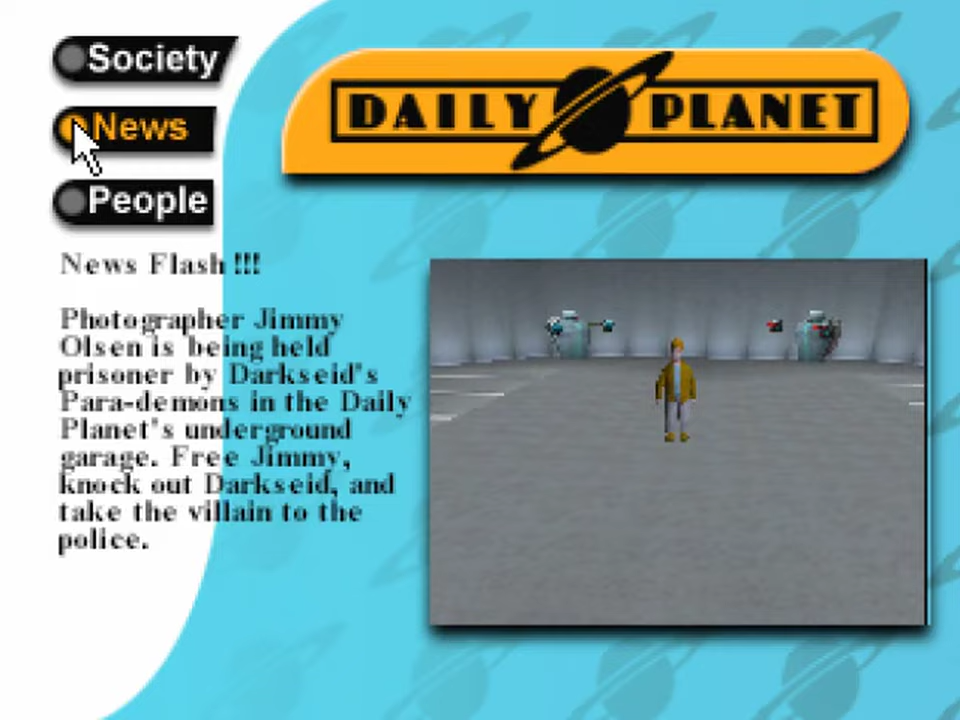 Society
DAILY PLANET
News
People
News Flash !!!
Photographer Jimmy
Olsen is being held
prisoner by Darkseid's
Para-demons in the Daily
Planet's underground
garage. Free Jimmy,
knock out Darkseid, and
take the villain to the
police.